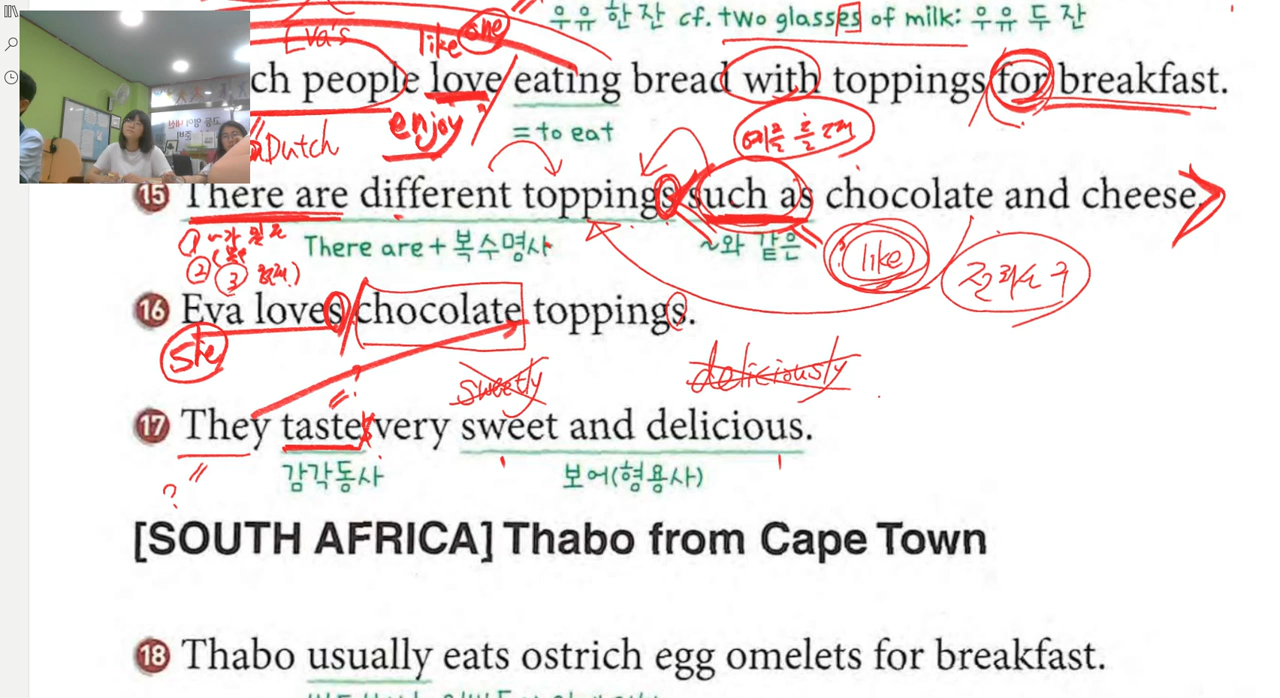 Eva's
like one
우유 한 잔 cf. two glasses of milk: 우유 두 잔
ch people love eating bread with toppings for breakfast.
Dutch
enjoy
= to eat
예를 들면
15 There are different toppings such as chocolate and cheese.
There are + 복수명사
~와 같은
like
전치사 구
① ② ③
16 Eva loves chocolate toppings.
She
sweetly
deliciously
17 They taste very sweet and delicious.
감각동사
보어(형용사)
?
[SOUTH AFRICA] Thabo from Cape Town
18 Thabo usually eats ostrich egg omelets for breakfast.